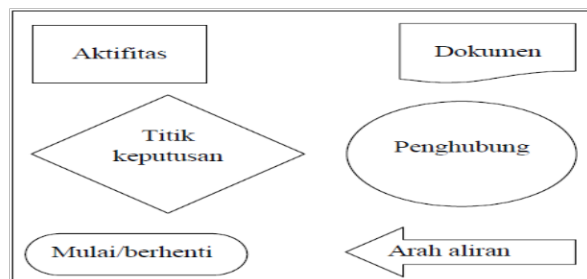 Aktifitas
Dokumen
Titik
keputusan
Penghubung
Mulai/berhenti
Arah aliran